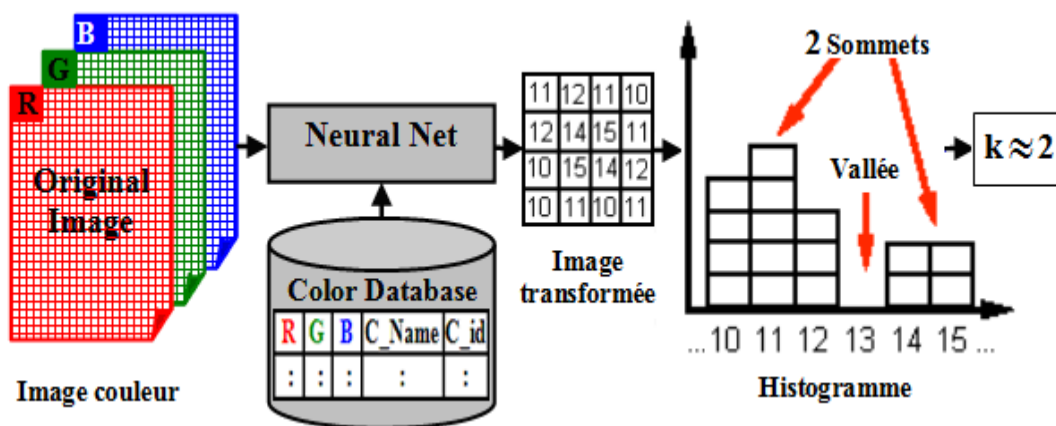 B
G
R
Original
Image
Image couleur
Neural Net
Color Database
R G B C_Name C_id
: : : : :
11 12 11 10
12 14 15 11
10 15 14 12
10 11 10 11
Image
transformée
2 Sommets
Vallée
... 10 11 12 13 14 15 ...
Histogramme
k ≈ 2